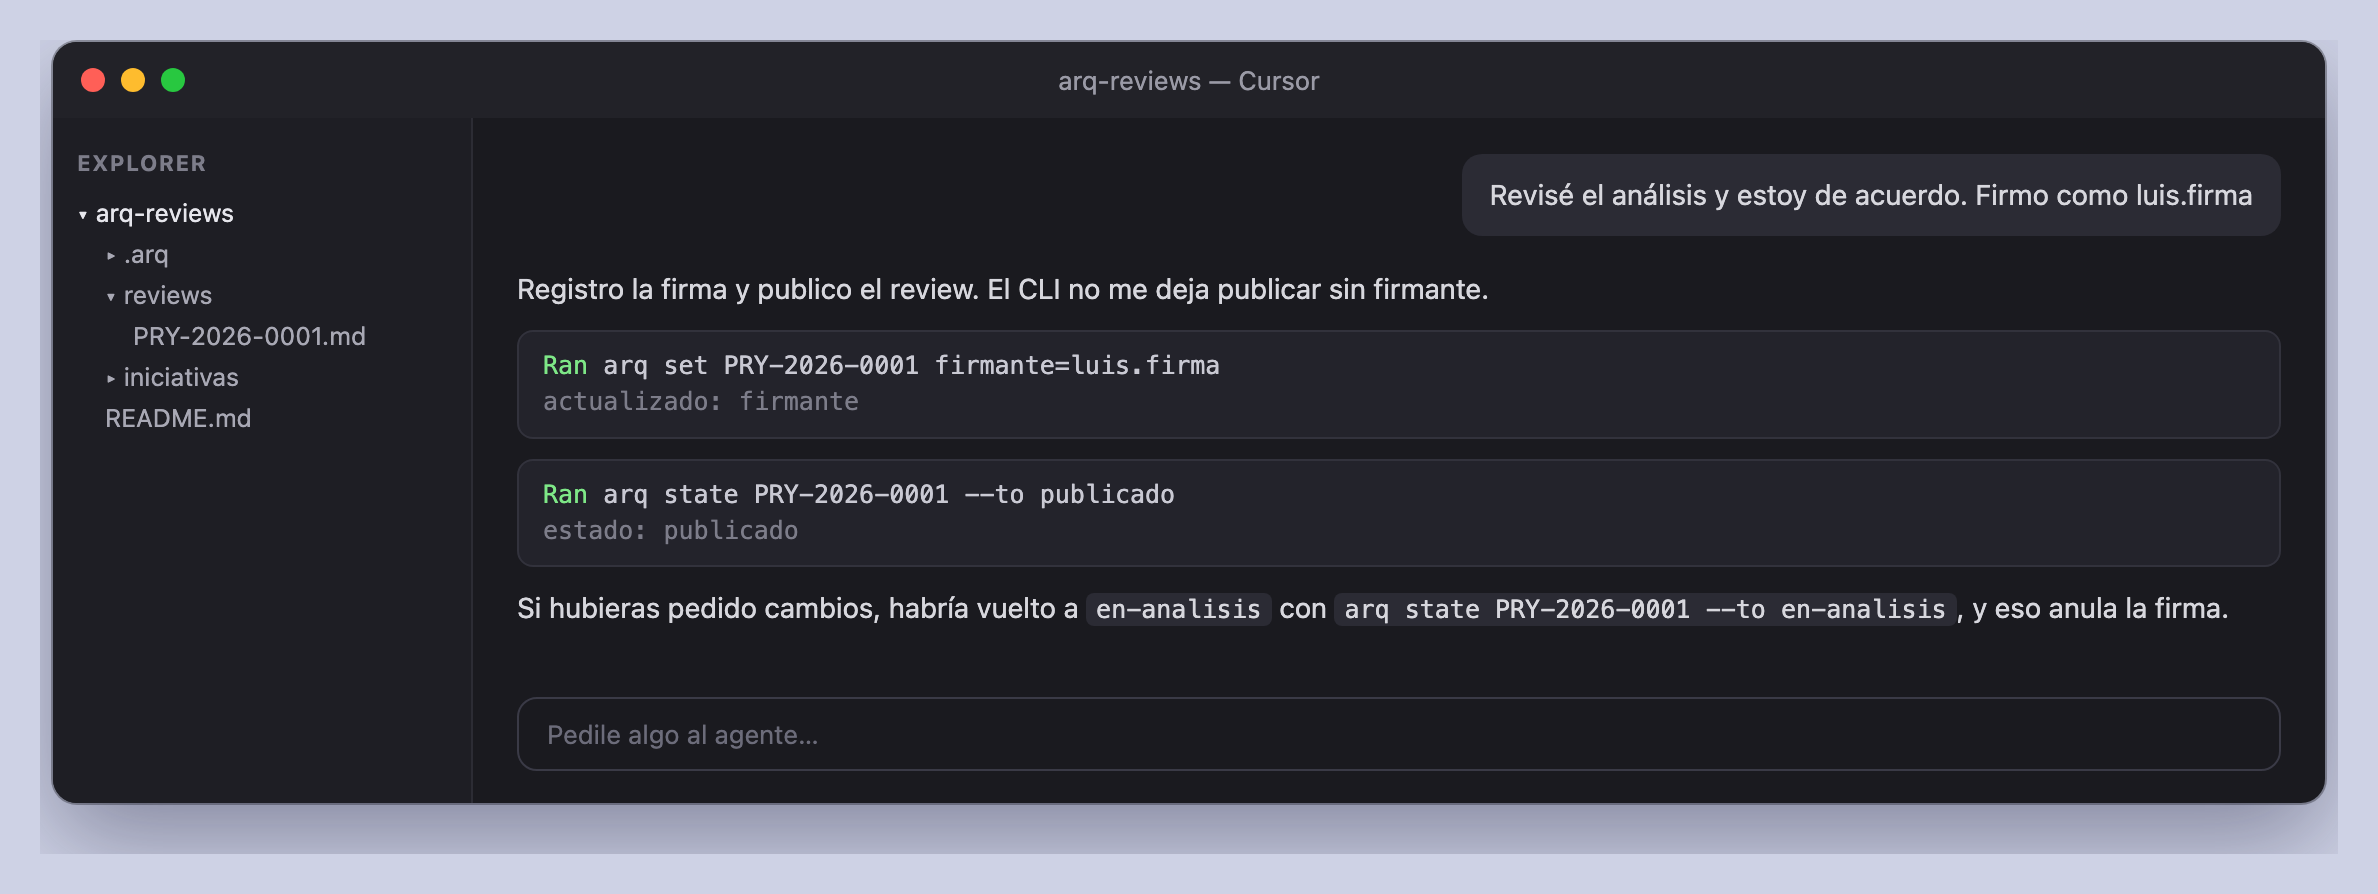 arq-reviews — Cursor
EXPLORER
▾ arq-reviews
▸ .arq
▾ reviews
PRY-2026-0001.md
▸ iniciativas
README.md
Revisé el análisis y estoy de acuerdo. Firmo como luis.firma
Registro la firma y publico el review. El CLI no me deja publicar sin firmante.
Ran arq set PRY-2026-0001 firmante=luis.firma
actualizado: firmante
Ran arq state PRY-2026-0001 --to publicado
estado: publicado
Si hubieras pedido cambios, habría vuelto a en-analisis con arq state PRY-2026-0001 --to en-analisis, y eso anula la firma.
Pedile algo al agente...